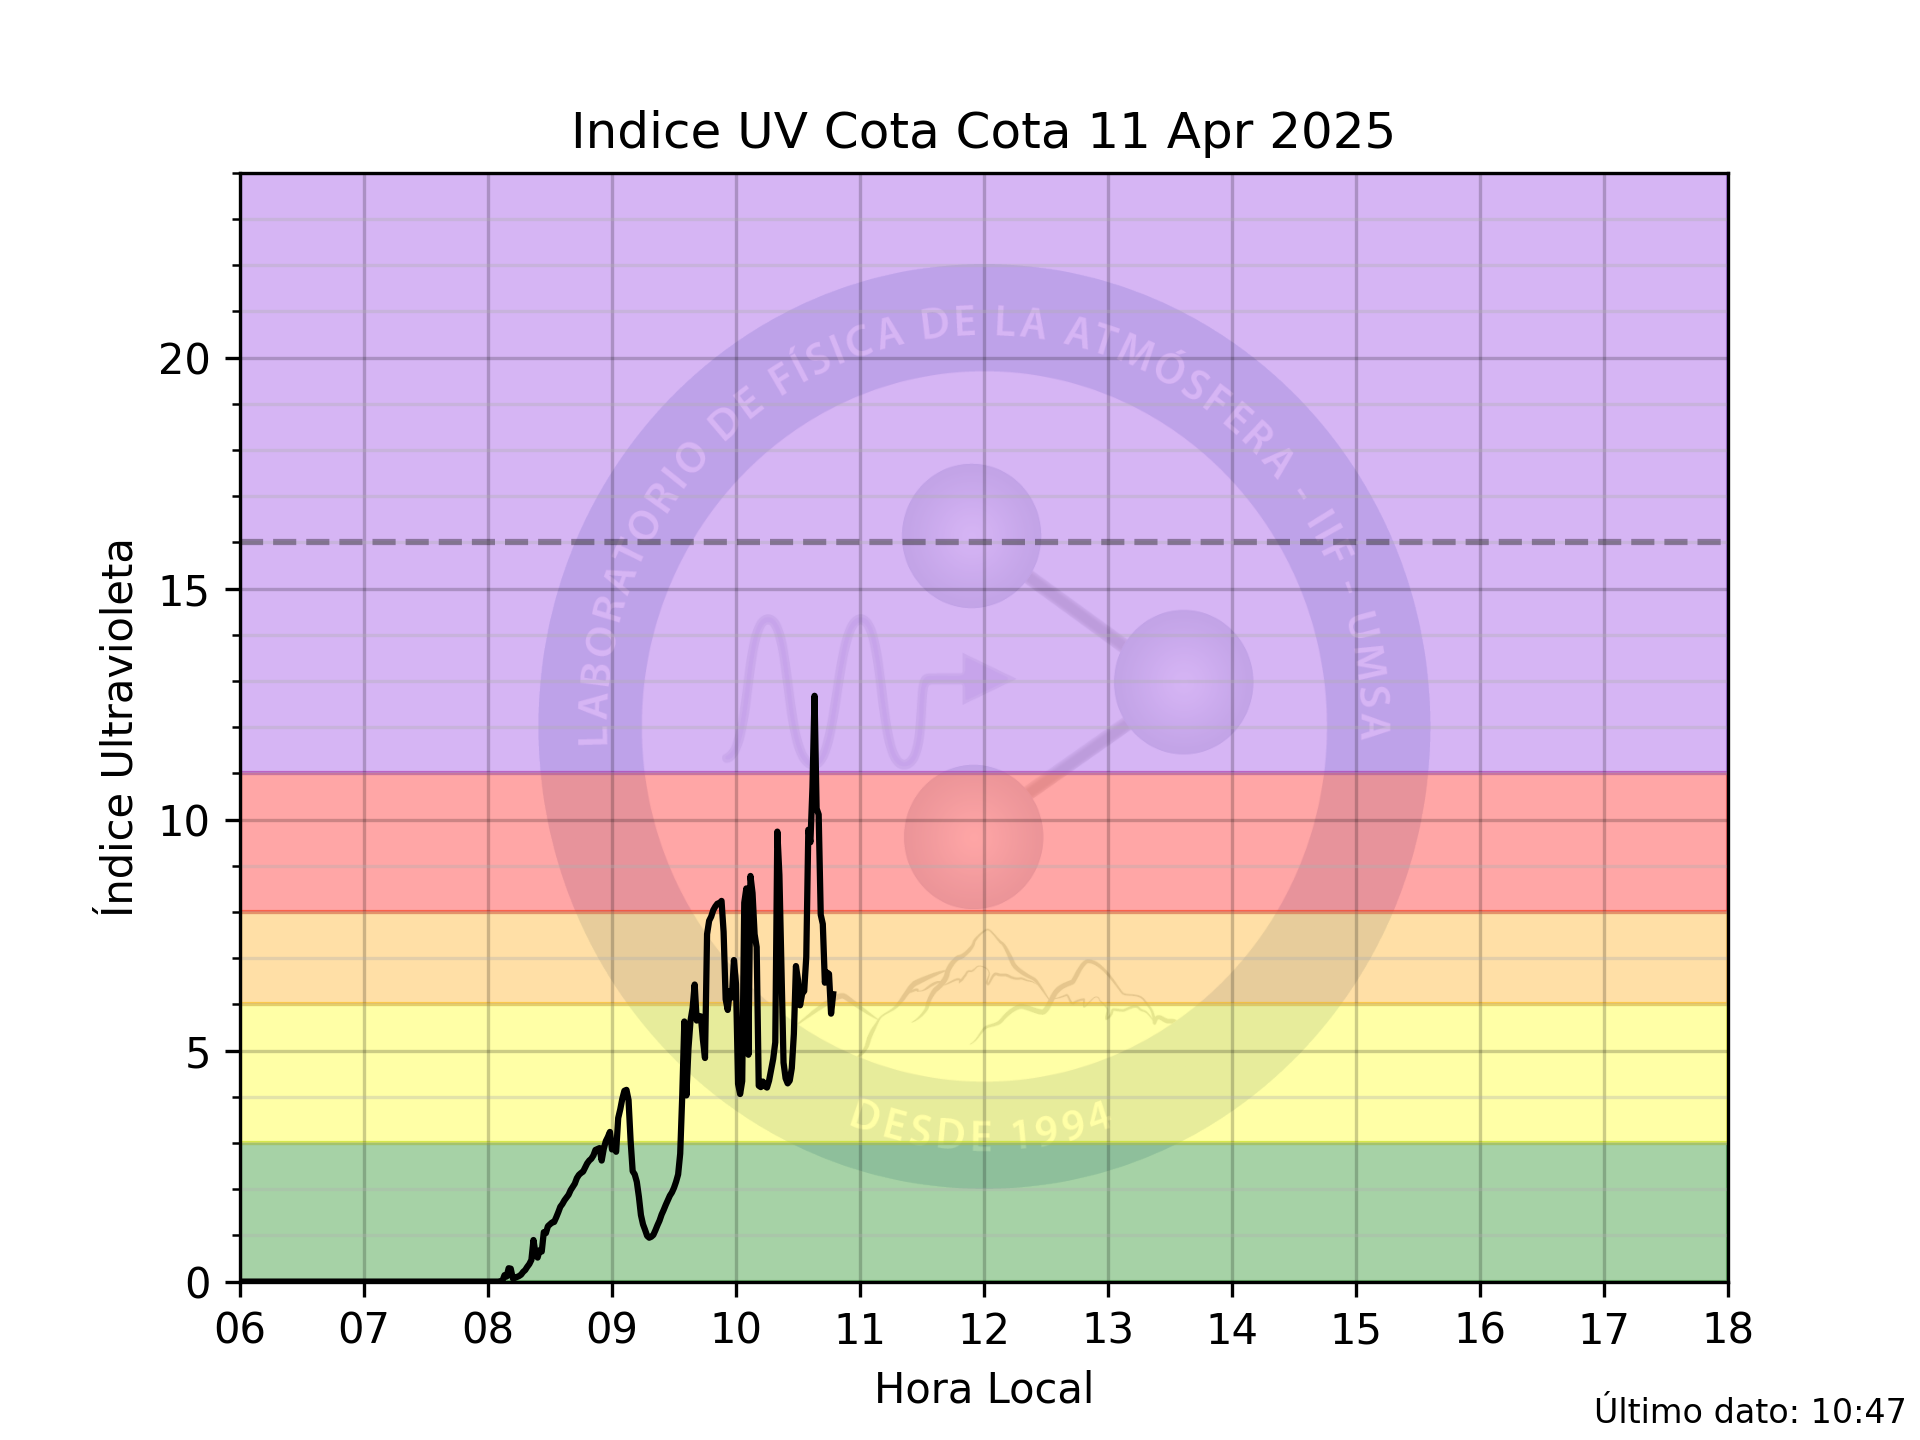 Indice UV Cota Cota 11 Apr 2025
LABORATORIO DE FÍSICA DE LA ATMÓSFERA - IIF - UMSA
20
15
10
5
0
Índice Ultravioleta
DESDE 1994
06 07 08 09 10 11 12 13 14 15 16 17 18
Hora Local
Último dato: 10:47